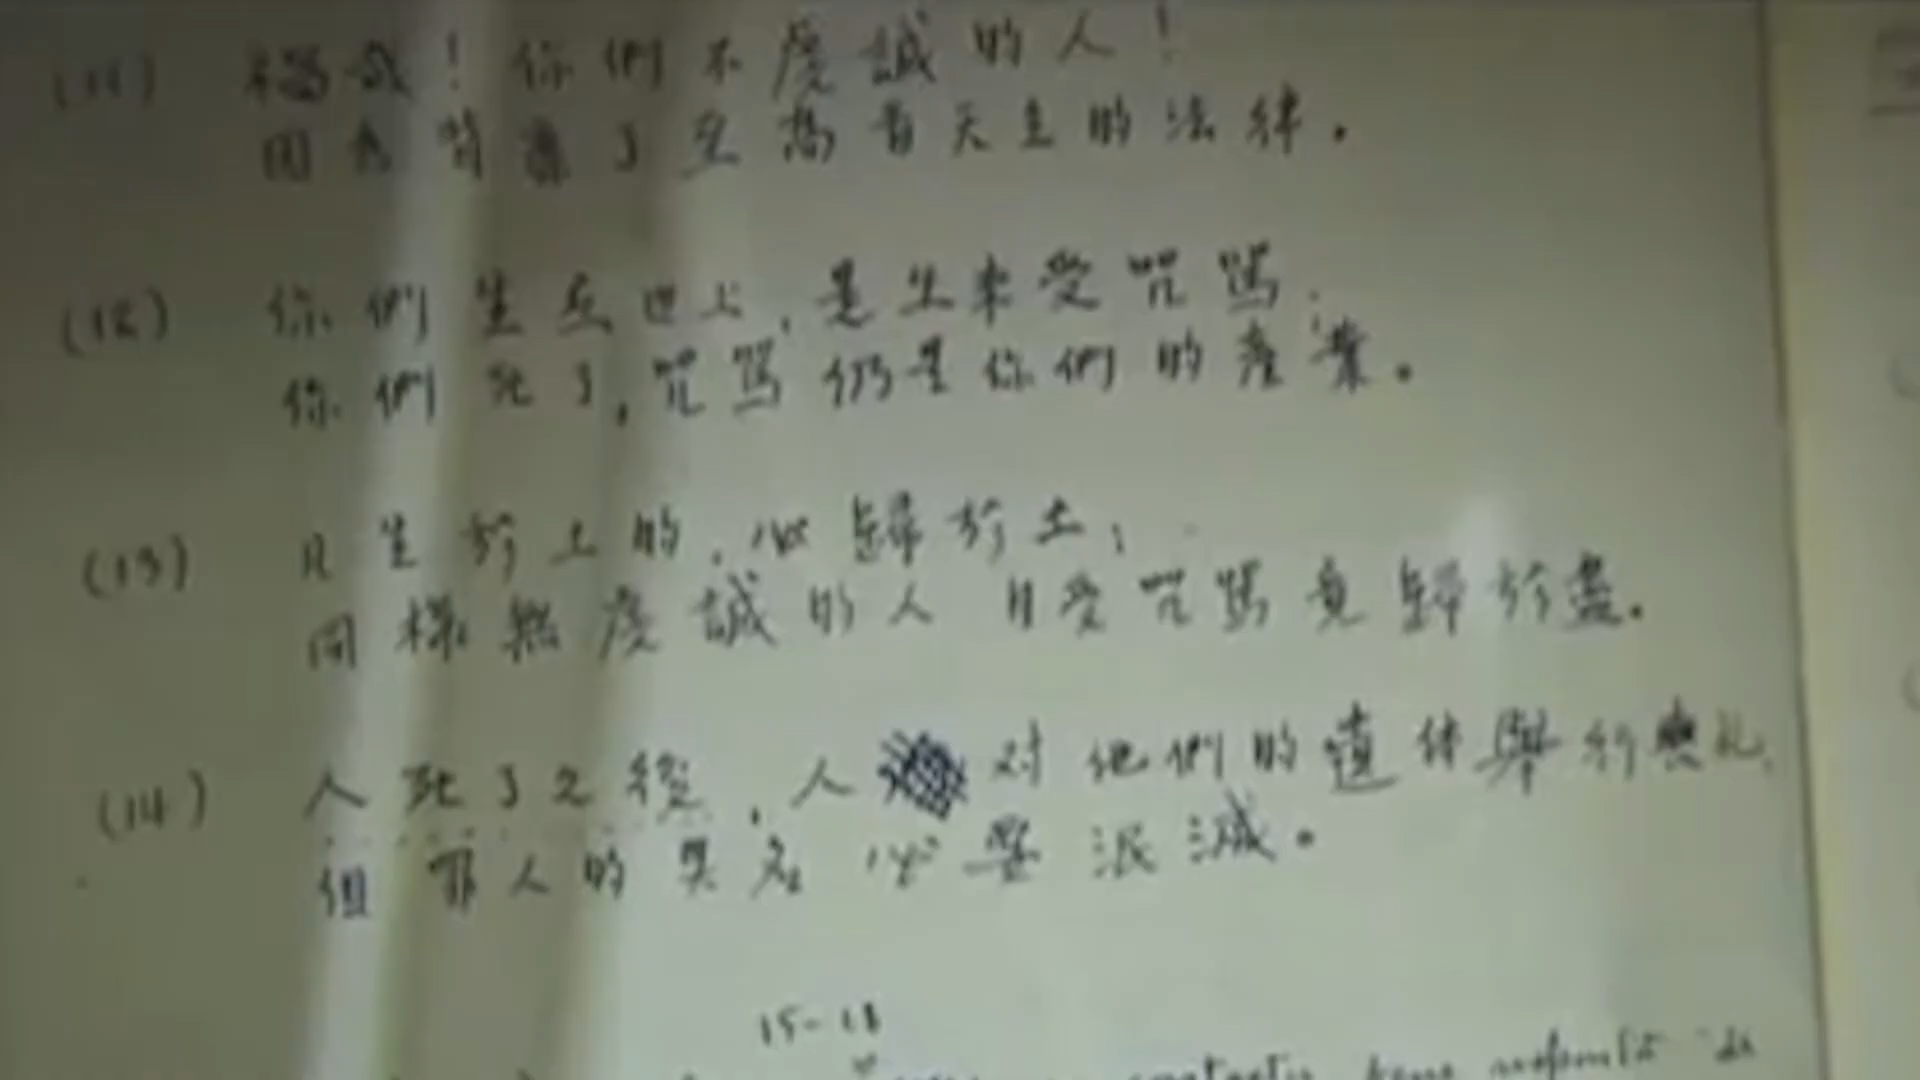 (11) 禍哉！你們不虔誠的人！
因為背棄了至高者天主的法律．
(12) 你們生在世上，是生來受咒罵；
你們死了，咒罵仍是你們的產業。
(13) 凡生於土的，必歸於土；
同樣無虔誠的人自受咒罵竟歸於盡．
(14) 人死了之後，人对他們的遺体舉行典礼，
但罪人的臭名必要泯滅。
15-18